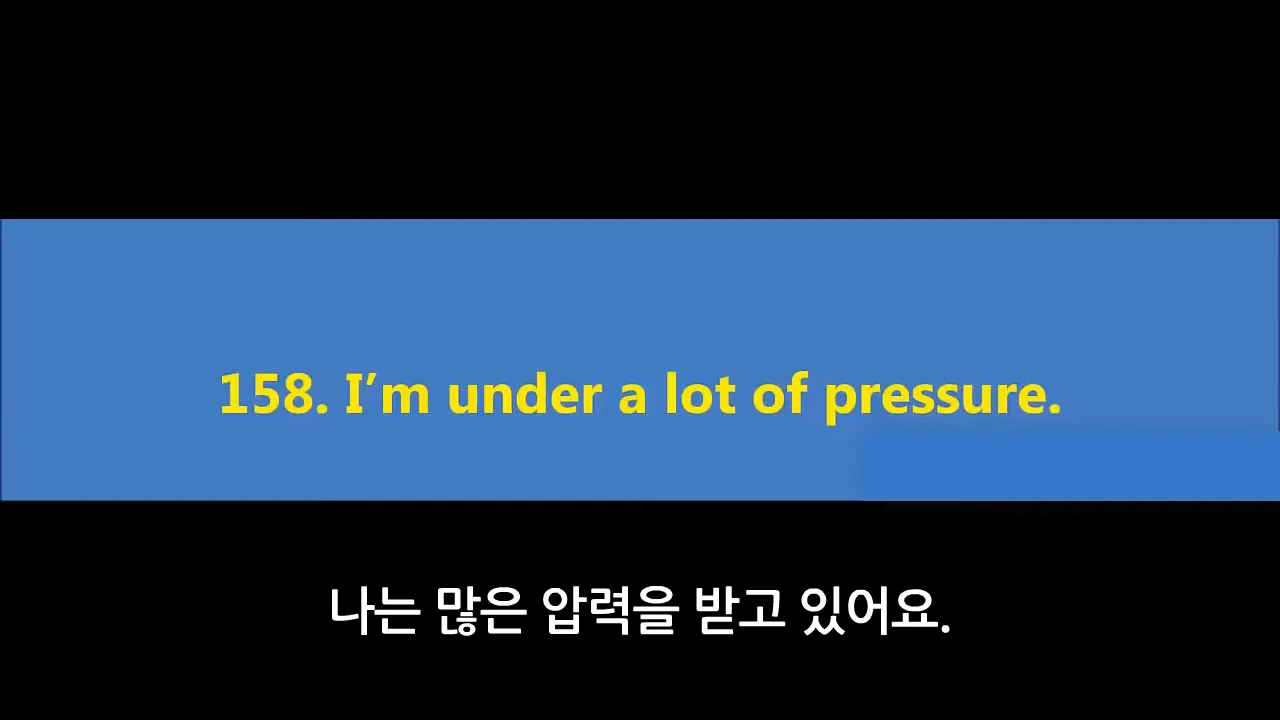 158. I’m under a lot of pressure.
나는 많은 압력을 받고 있어요.